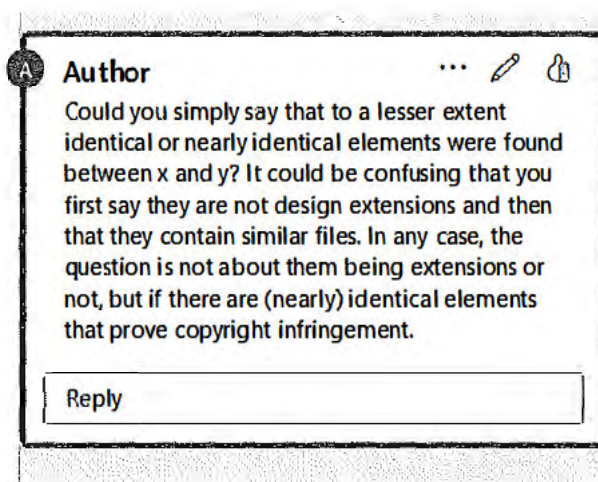 A
Author
Could you simply say that to a lesser extent
identical or nearly identical elements were found
between x and y? It could be confusing that you
first say they are not design extensions and then
that they contain similar files. In any case, the
question is not about them being extensions or
not, but if there are (nearly) identical elements
that prove copyright infringement.
Reply